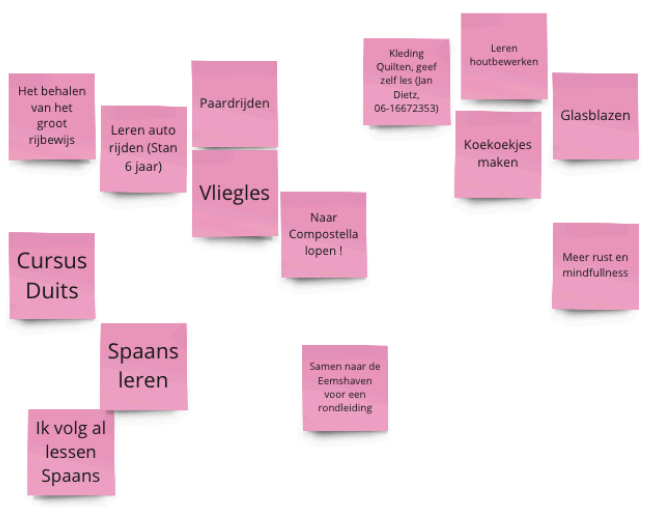 Het behalen
van het
groot
rijbewijs
Leren auto
rijden (Stan
6 jaar)
Paardrijden
Vliegles
Naar
Compostella
lopen !
Kleding
Quilten, geef
zelf les (Jan
Dietz,
06-16672353)
Leren
houtbewerken
Koekoekjes
maken
Glasblazen
Meer rust en
mindfullness
Cursus
Duits
Spaans
leren
Ik volg al
lessen
Spaans
Samen naar de
Eemshaven
voor een
rondleiding